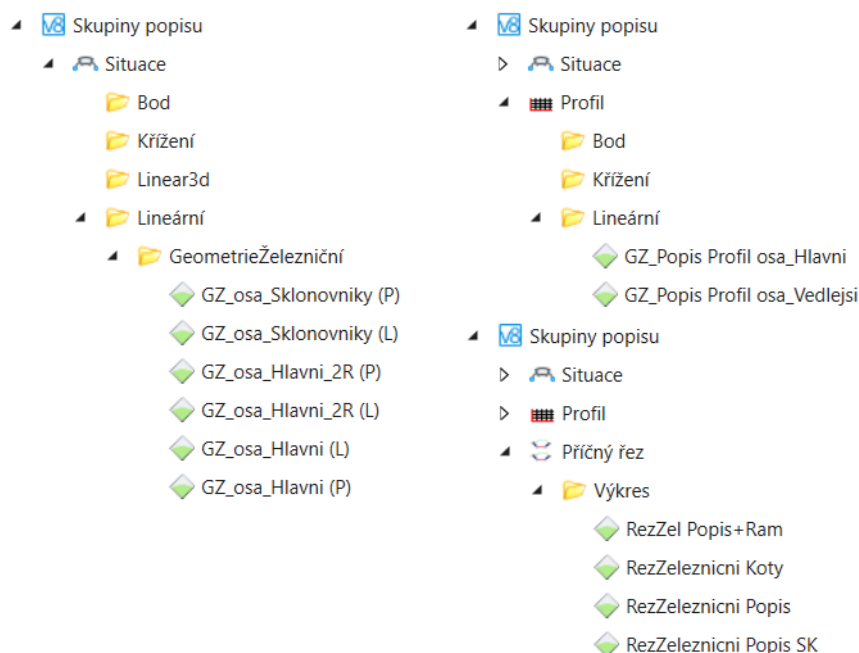 Skupiny popisu
Situace
Bod
Křížení
Linear3d
Lineární
GeometrieŽelezniční
GZ_osa_Sklonovniky (P)
GZ_osa_Sklonovniky (L)
GZ_osa_Hlavni_2R (P)
GZ_osa_Hlavni_2R (L)
GZ_osa_Hlavni (L)
GZ_osa_Hlavni (P)
Skupiny popisu
Situace
Profil
Bod
Křížení
Lineární
GZ_Popis Profil osa_Hlavni
GZ_Popis Profil osa_Vedlejsi
Skupiny popisu
Situace
Profil
Příčný řez
Výkres
RezZel Popis+Ram
RezZeleznicni Koty
RezZeleznicni Popis
RezZeleznicni Popis SK